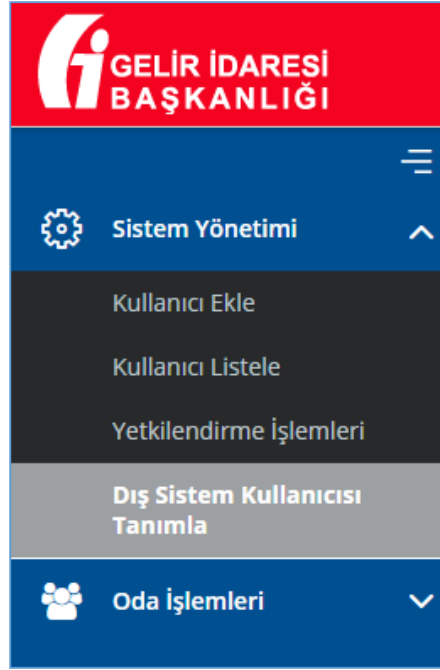 GELİR İDARESİ
BAŞKANLIĞI
Sistem Yönetimi
Kullanıcı Ekle
Kullanıcı Listele
Yetkilendirme İşlemleri
Dış Sistem Kullanıcısı
Tanımla
Oda İşlemleri